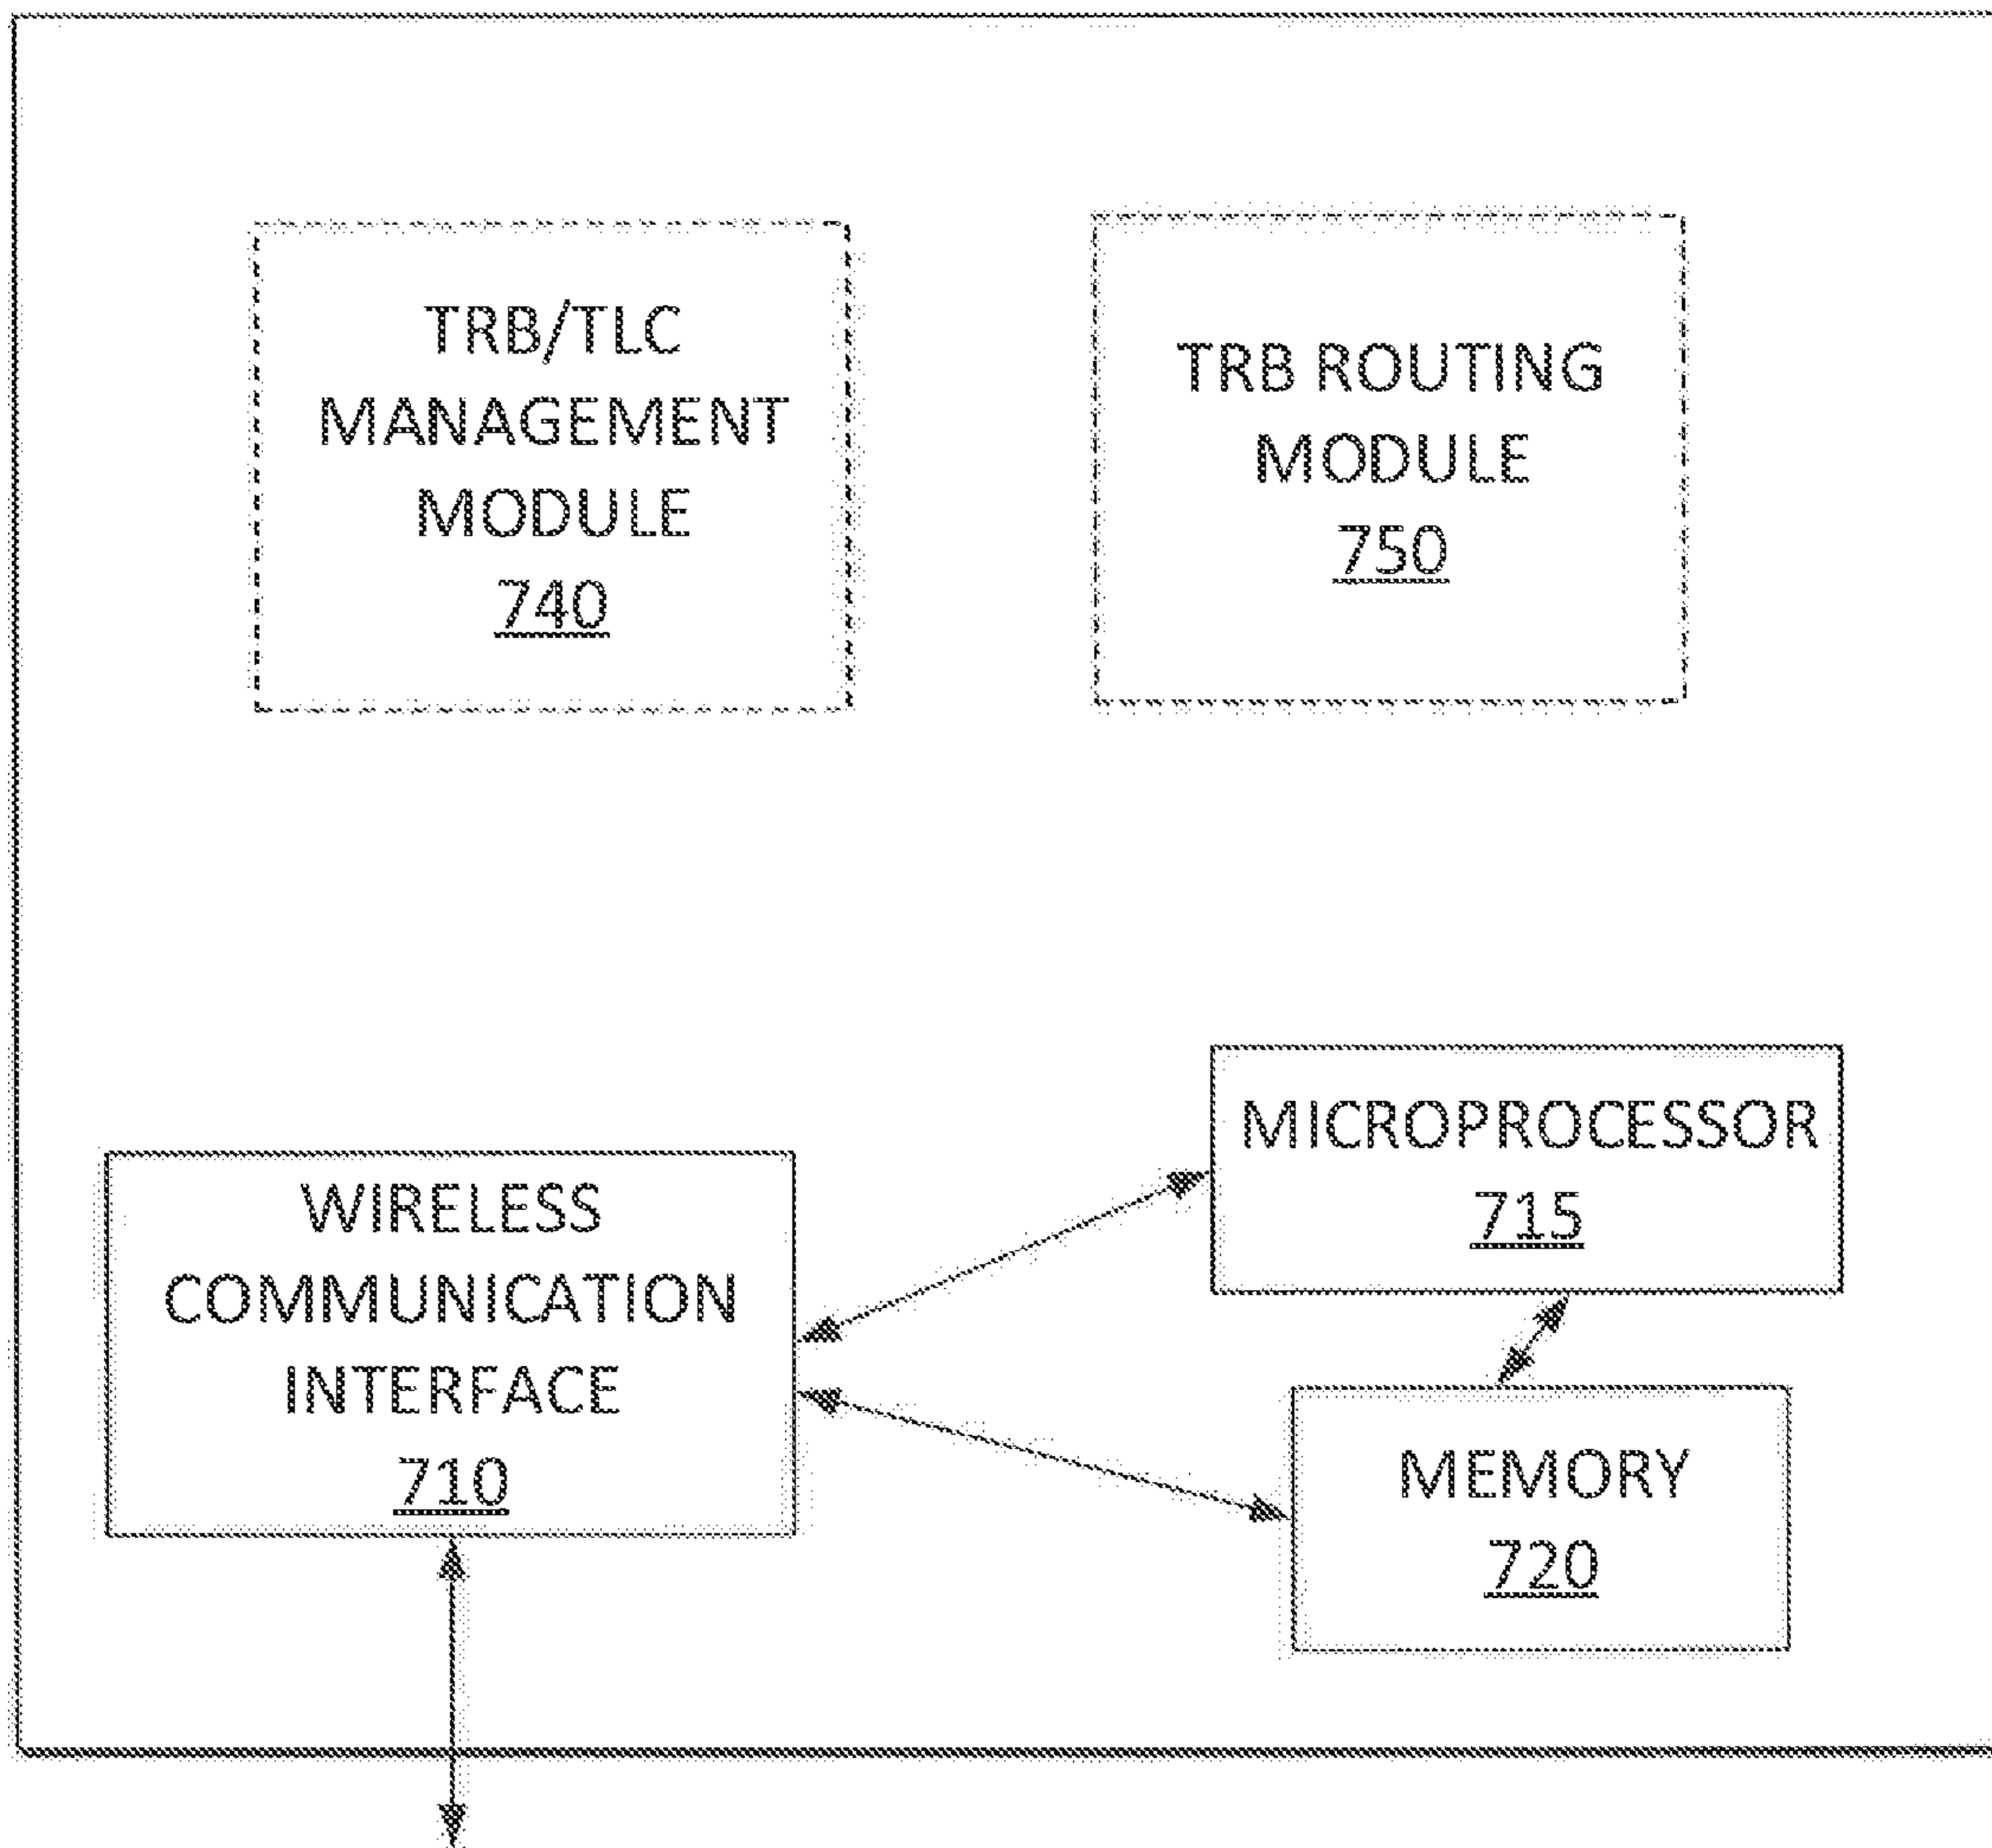 TRB/TLC
MANAGEMENT
MODULE
740
TRB ROUTING
MODULE
750
MICROPROCESSOR
715
WIRELESS
COMMUNICATION
INTERFACE
710
MEMORY
720